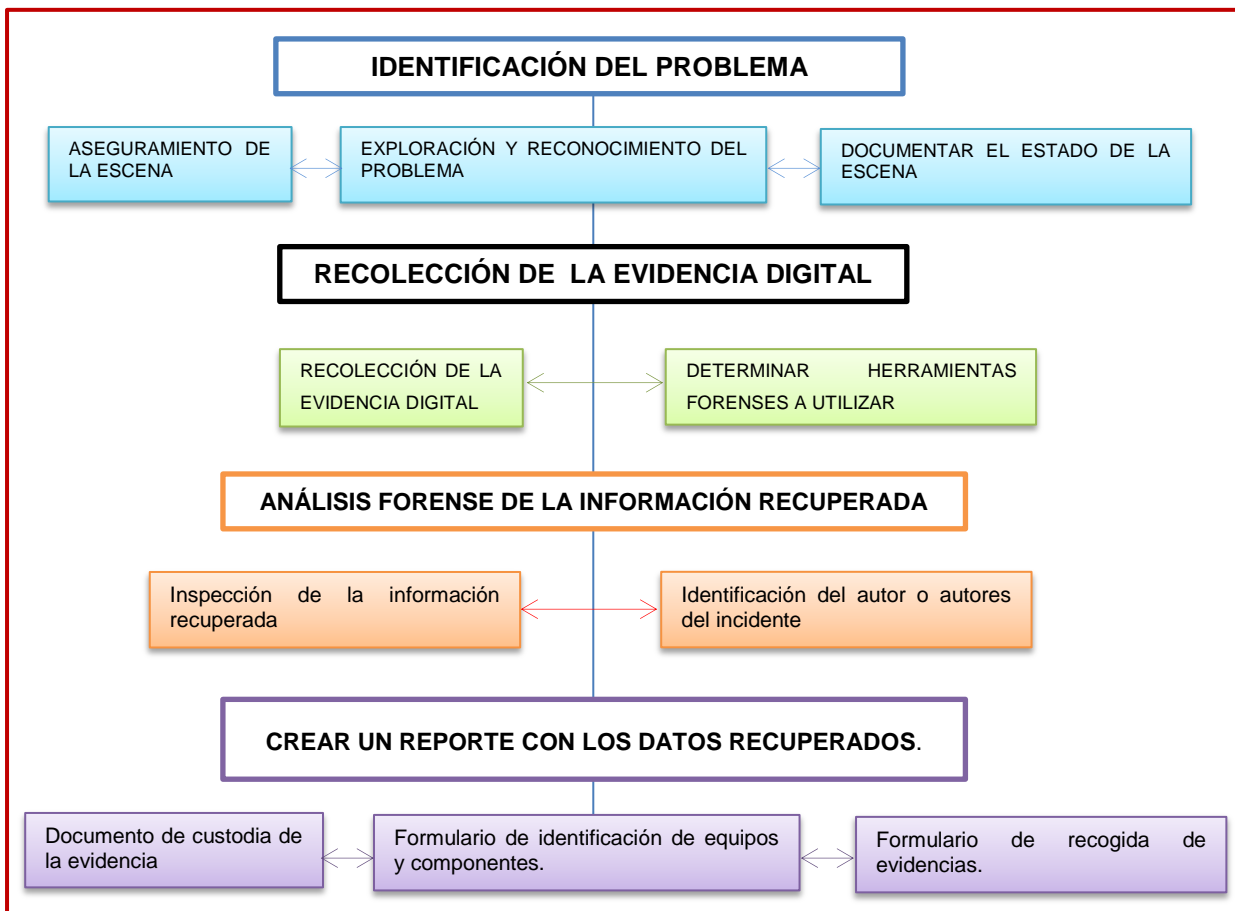 IDENTIFICACIÓN DEL PROBLEMA
ASEGURAMIENTO DE
LA ESCENA
EXPLORACIÓN Y RECONOCIMIENTO DEL
PROBLEMA
DOCUMENTAR EL ESTADO DE LA
ESCENA
RECOLECCIÓN DE LA EVIDENCIA DIGITAL
RECOLECCIÓN DE LA
EVIDENCIA DIGITAL
DETERMINAR HERRAMIENTAS
FORENSES A UTILIZAR
ANÁLISIS FORENSE DE LA INFORMACIÓN RECUPERADA
Inspección de la información
recuperada
Identificación del autor o autores
del incidente
CREAR UN REPORTE CON LOS DATOS RECUPERADOS.
Documento de custodia de
la evidencia
Formulario de identificación de equipos
y componentes.
Formulario de recogida de
evidencias.